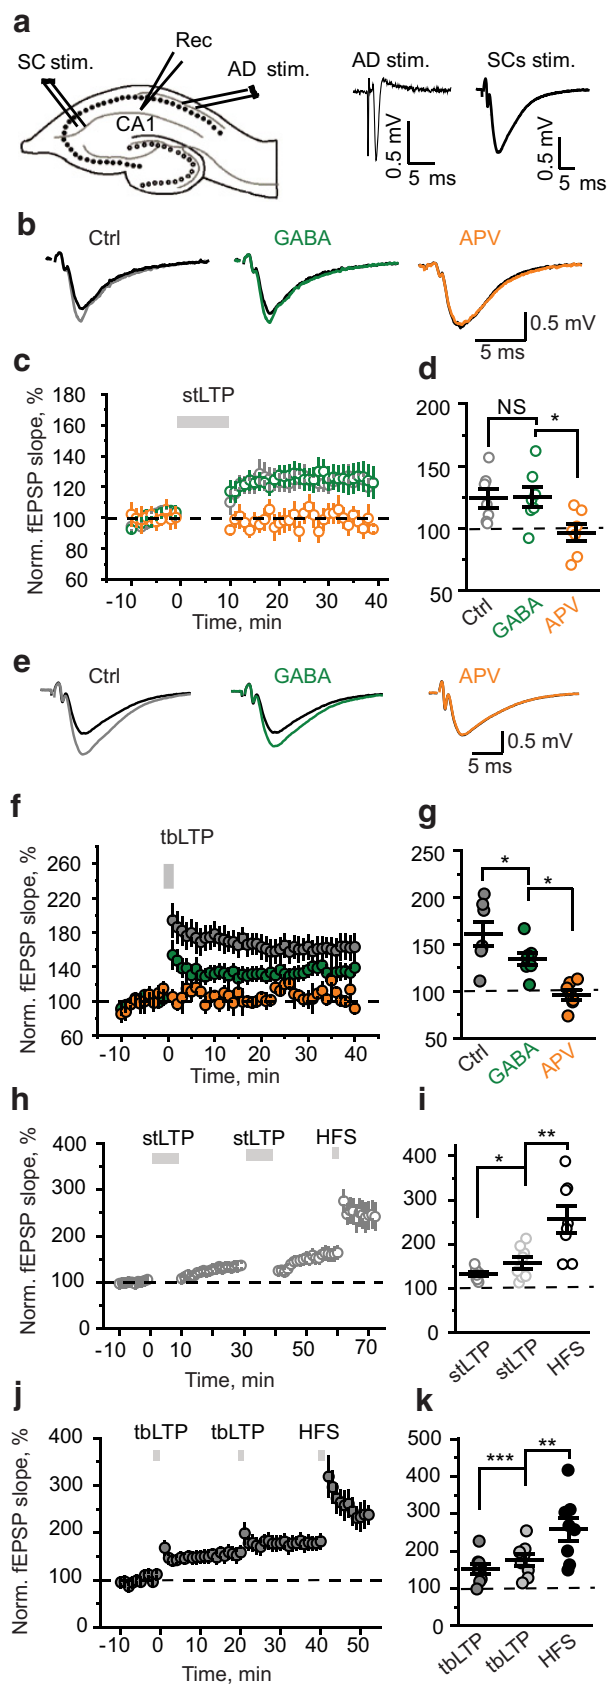 a
Rec
SC stim.
AD stim.
CA1
AD stim.
SCs stim.
0.5 mV
5 ms
0.5 mV
5 ms
b
Ctrl
GABA
APV
0.5 mV
5 ms
c
180
160
140
120
100
80
60
Norm. fEPSP slope, %
stLTP
-10 0 10 20 30 40
Time, min
d
200
150
100
50
NS
*
Ctrl
GABA
APV
e
Ctrl
GABA
APV
0.5 mV
5 ms
f
tbLTP
260
220
180
140
100
60
Norm. fEPSP slope, %
-10 0 10 20 30 40
Time, min
g
250
200
150
100
50
*
*
Ctrl
GABA
APV
h
400
300
200
100
0
Norm. fEPSP slope, %
stLTP
stLTP
HFS
-10 0 10 30 50 70
Time, min
i
400
300
200
100
0
*
**
stLTP
stLTP
HFS
j
400
300
200
100
0
Norm. fEPSP slope, %
tbLTP
tbLTP
HFS
-10 0 10 20 30 40 50
Time, min
k
500
400
300
200
100
0
***
**
tbLTP
tbLTP
HFS